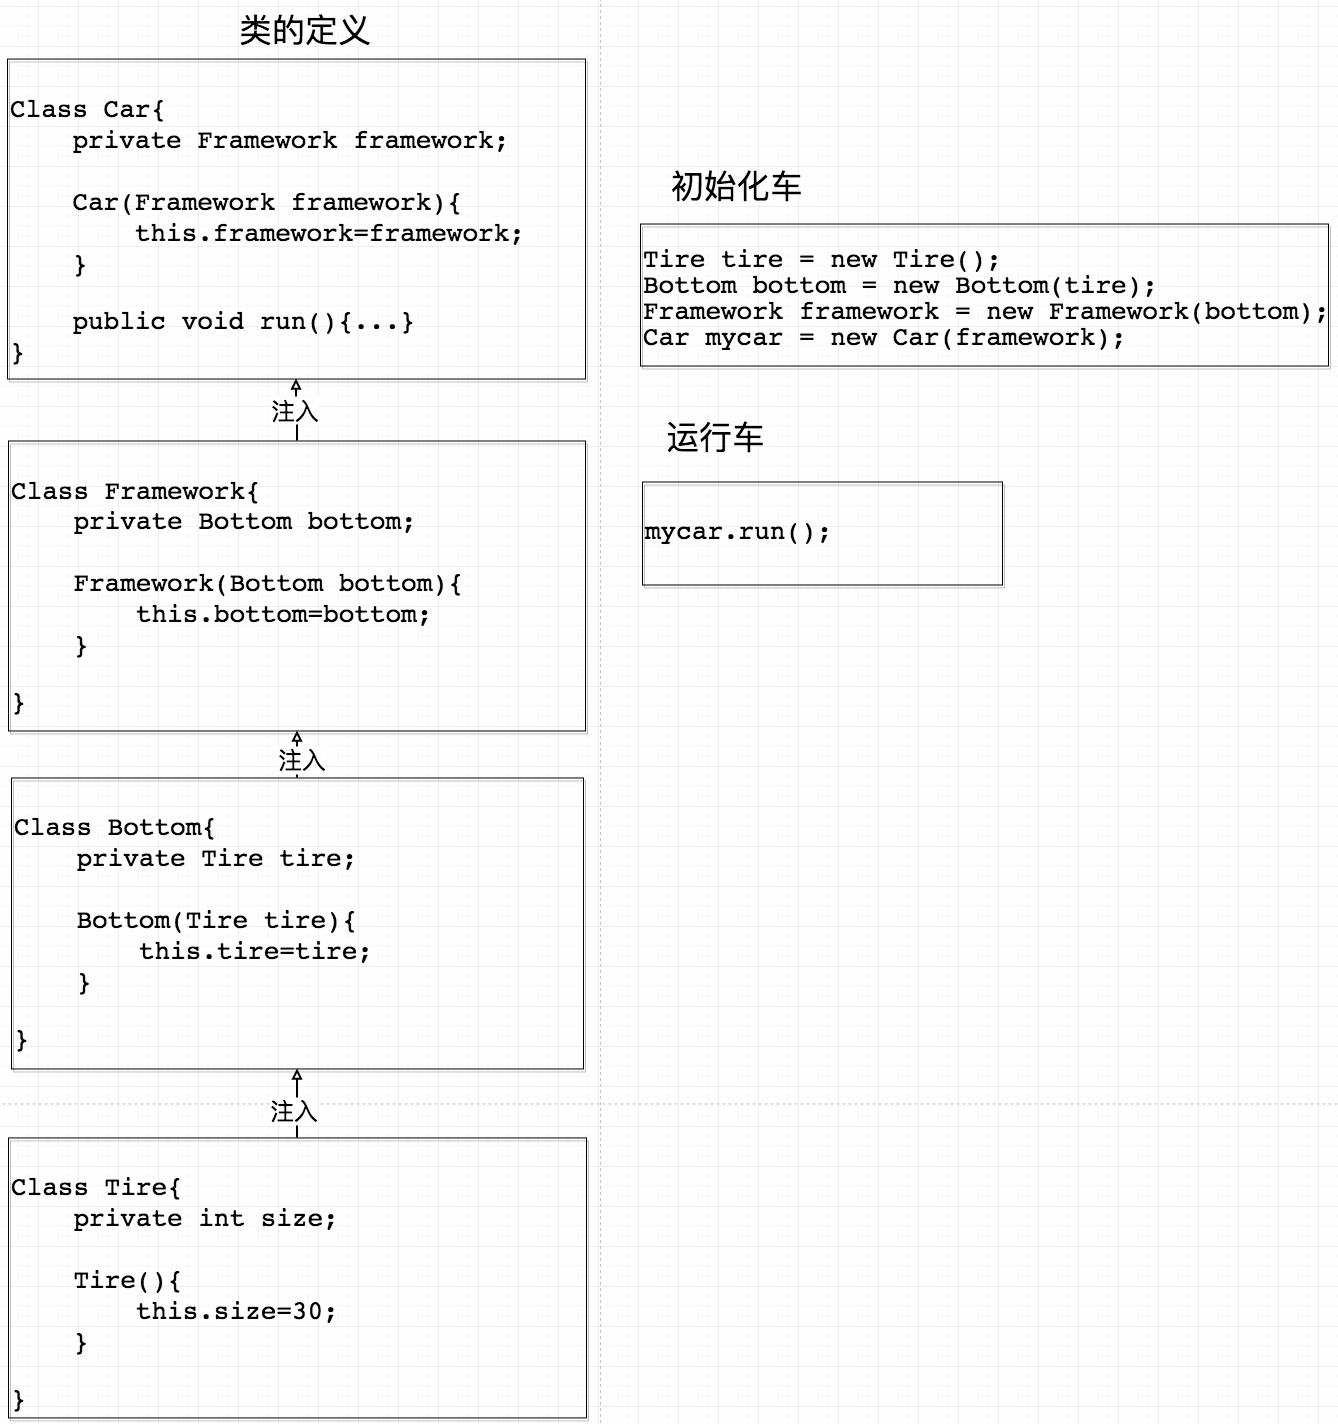 类的定义
Class Car{
    private Framework framework;
    Car(Framework framework){
        this.framework=framework;
    }
    public void run(){...}
}
注入
Class Framework{
    private Bottom bottom;
    Framework(Bottom bottom){
        this.bottom=bottom;
    }
}
注入
Class Bottom{
    private Tire tire;
    Bottom(Tire tire){
        this.tire=tire;
    }
}
注入
Class Tire{
    private int size;
    Tire(){
        this.size=30;
    }
}
初始化车
Tire tire = new Tire();
Bottom bottom = new Bottom(tire);
Framework framework = new Framework(bottom);
Car mycar = new Car(framework);
运行车
mycar.run();